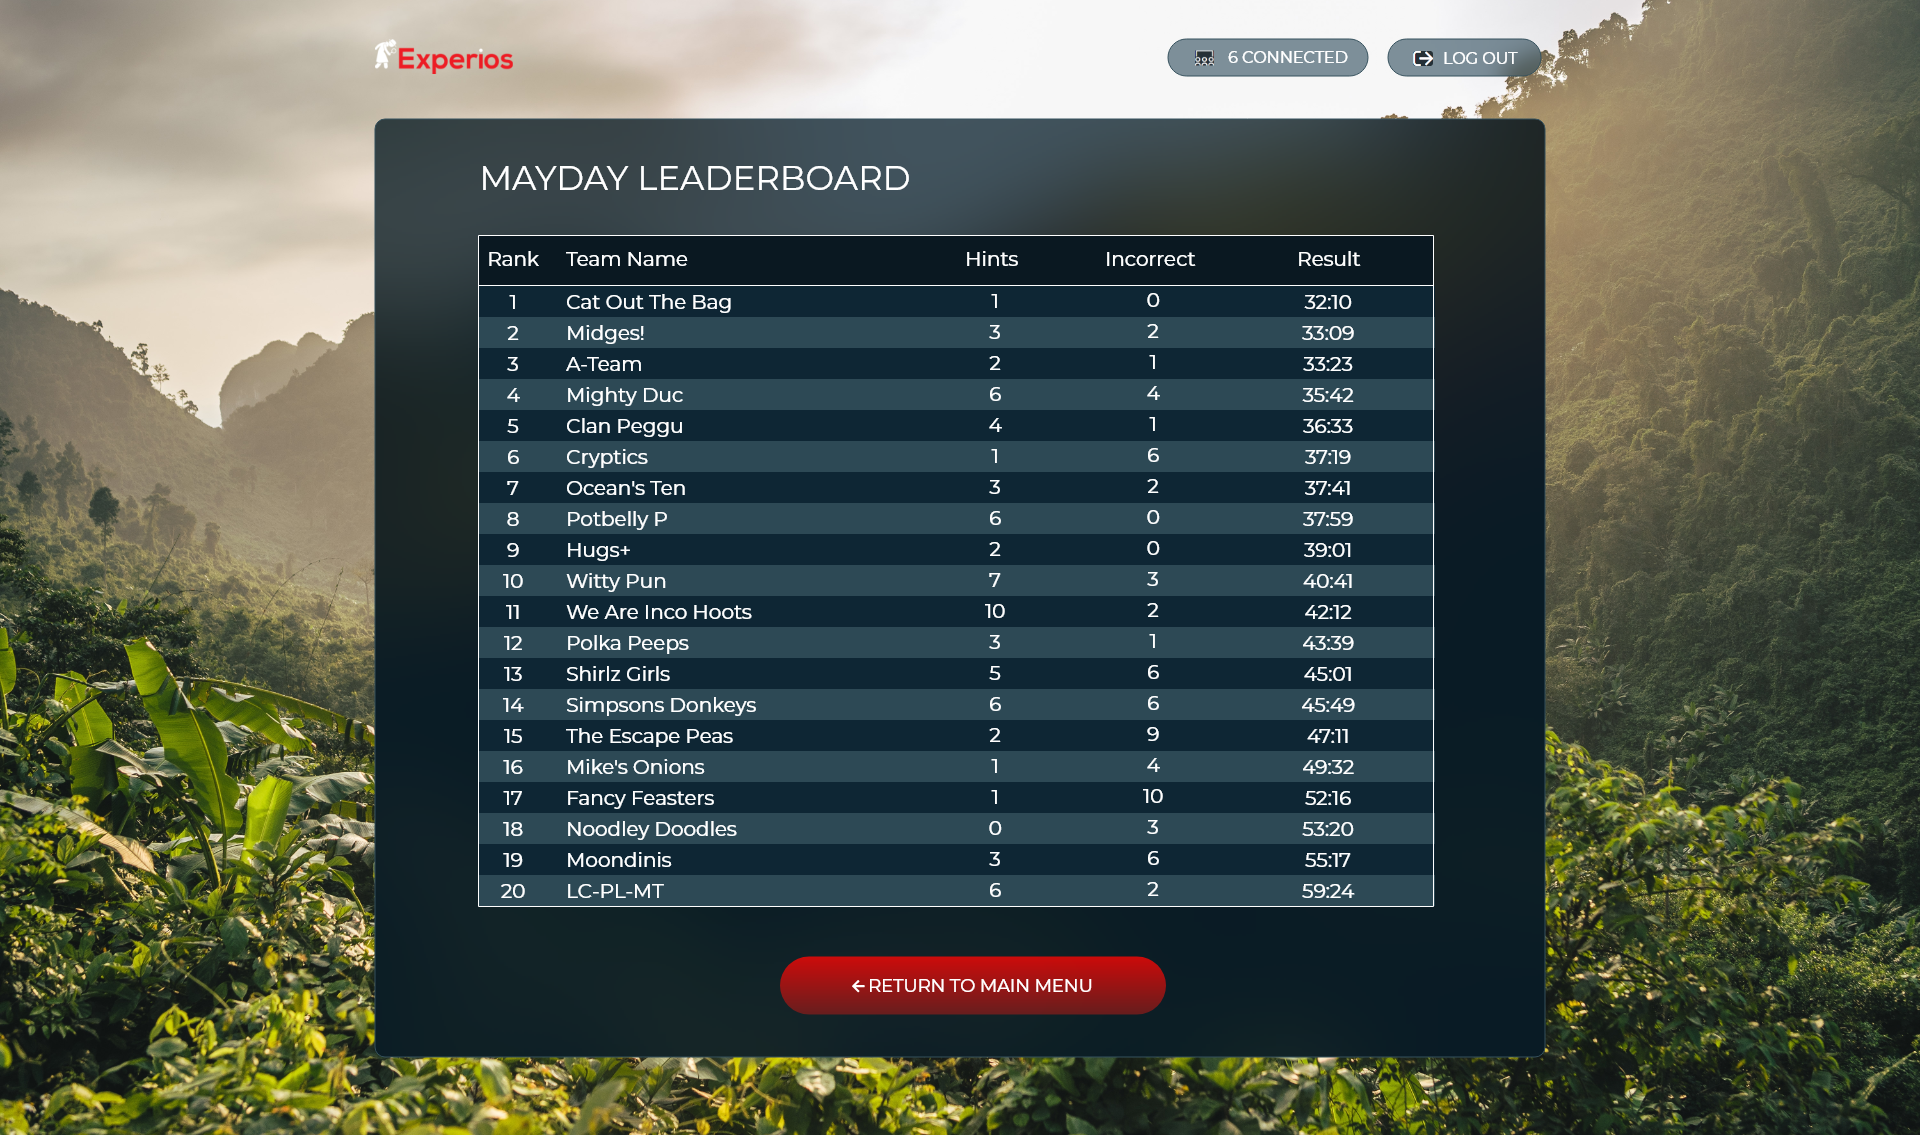 Experios
6 CONNECTED
LOG OUT
MAYDAY LEADERBOARD
Rank Team Name Hints Incorrect Result
1 Cat Out The Bag 1 0 32:10
2 Midges! 3 2 33:09
3 A-Team 2 1 33:23
4 Mighty Duc 6 4 35:42
5 Clan Peggu 4 1 36:33
6 Cryptics 1 6 37:19
7 Ocean's Ten 3 2 37:41
8 Potbelly P 6 0 37:59
9 Hugs+ 2 0 39:01
10 Witty Pun 7 3 40:41
11 We Are Inco Hoots 10 2 42:12
12 Polka Peeps 3 1 43:39
13 Shirlz Girls 5 6 45:01
14 Simpsons Donkeys 6 6 45:49
15 The Escape Peas 2 9 47:11
16 Mike's Onions 1 4 49:32
17 Fancy Feasters 1 10 52:16
18 Noodley Doodles 0 3 53:20
19 Moondinis 3 6 55:17
20 LC-PL-MT 6 2 59:24
← RETURN TO MAIN MENU